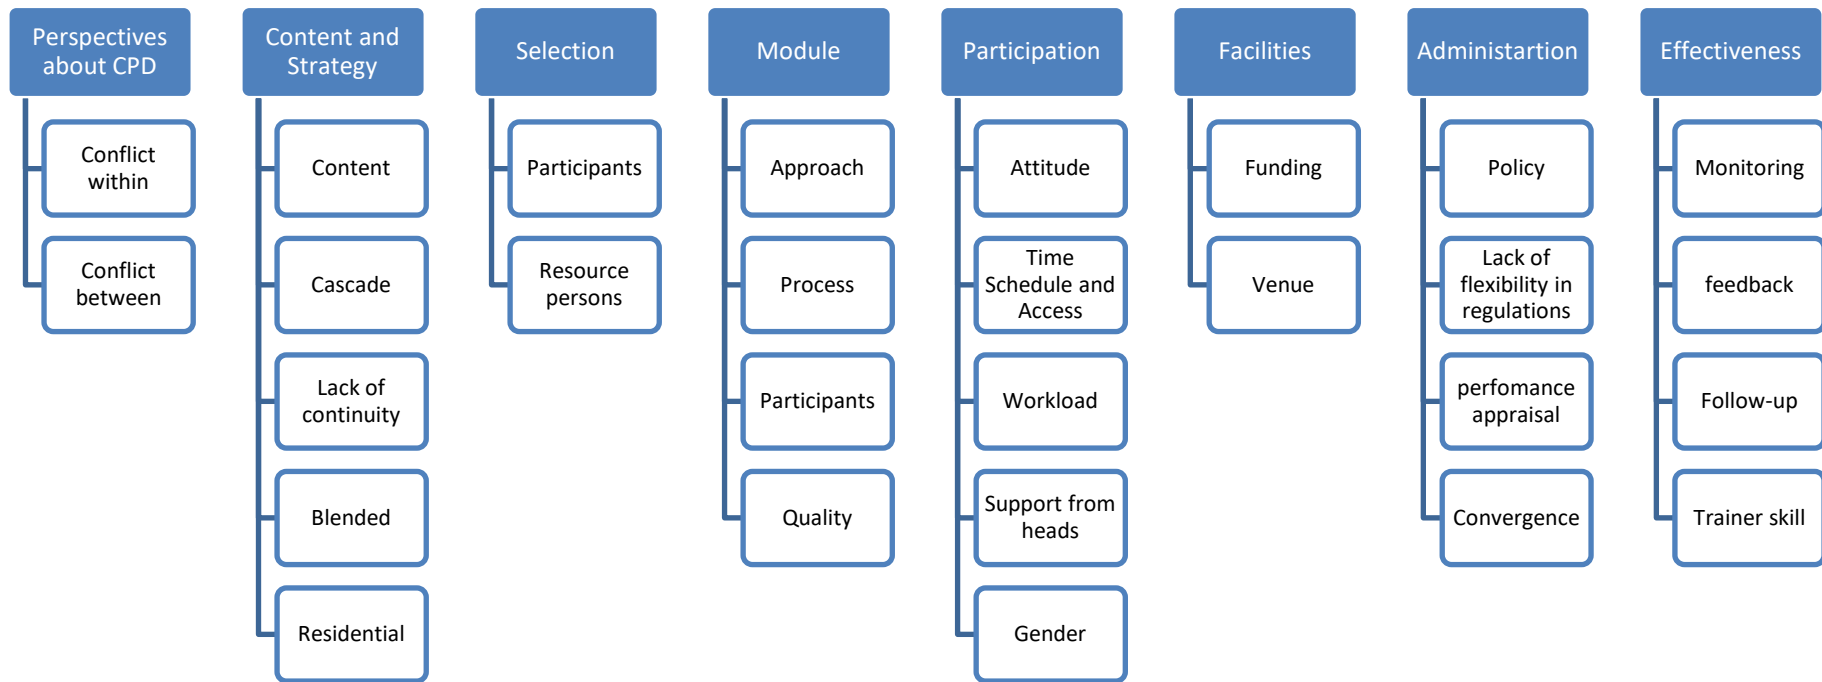 Perspectives
about CPD
Conflict
within
Conflict
between
Content and
Strategy
Content
Cascade
Lack of
continuity
Blended
Residential
Selection
Participants
Resource
persons
Module
Approach
Process
Participants
Quality
Participation
Attitude
Time
Schedule and
Access
Workload
Support from
heads
Gender
Facilities
Funding
Venue
Administartion
Policy
Lack of
flexibility in
regulations
perfomance
appraisal
Convergence
Effectiveness
Monitoring
feedback
Follow-up
Trainer skill